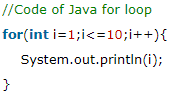 //Code of Java for loop
for(int i=1;i<=10;i++){
System.out.println(i);
}